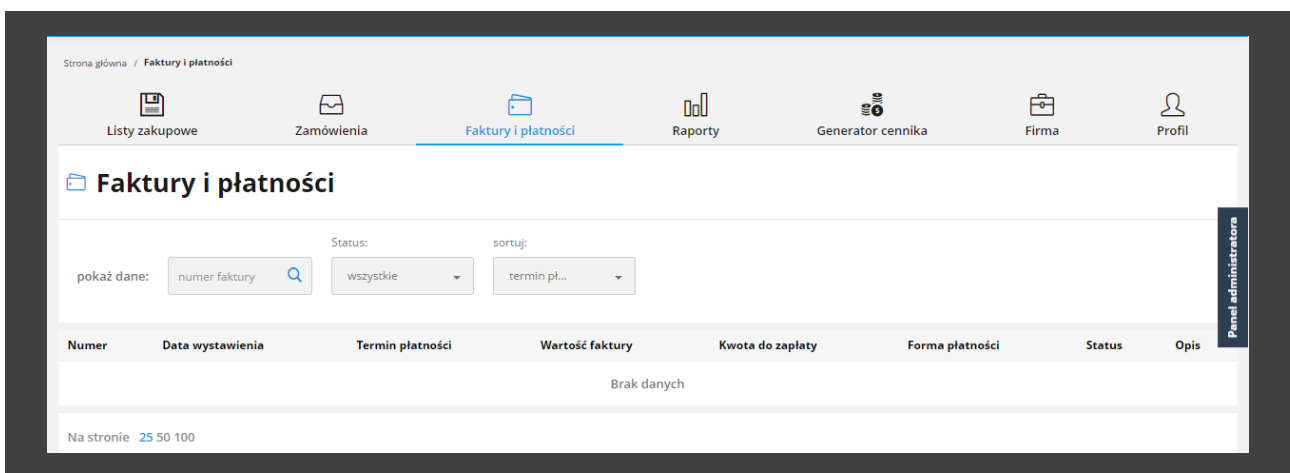 Strona główna / Faktury i płatności
Listy zakupowe Zamówienia Faktury i płatności Raporty Generator cennika Firma Profil
Faktury i płatności
Status: sortuj:
pokaż dane: numer faktury wszystkie termin pł...
Panel administratora
Numer Data wystawienia Termin płatności Wartość faktury Kwota do zapłaty Forma płatności Status Opis
Brak danych
Na stronie 25 50 100